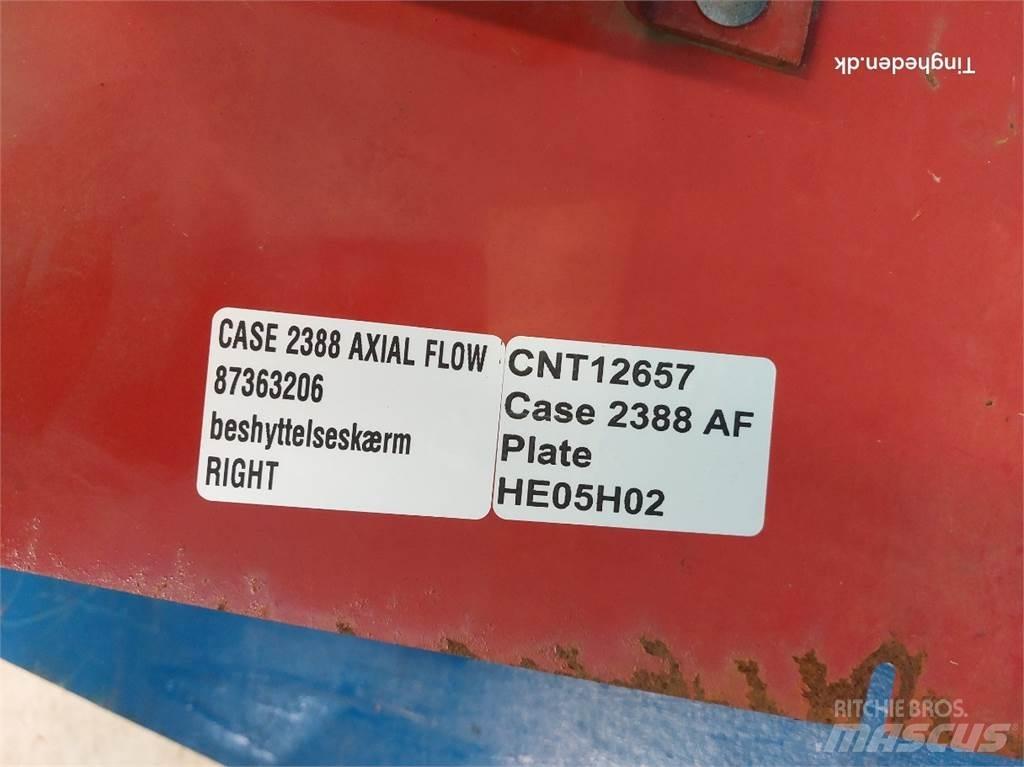 Tingheden.dk
CASE 2388 AXIAL FLOW
87363206
beshyttelseskærm
RIGHT
CNT12657
Case 2388 AF
Plate
HE05H02
RITCHIE BROS.
MASCUS